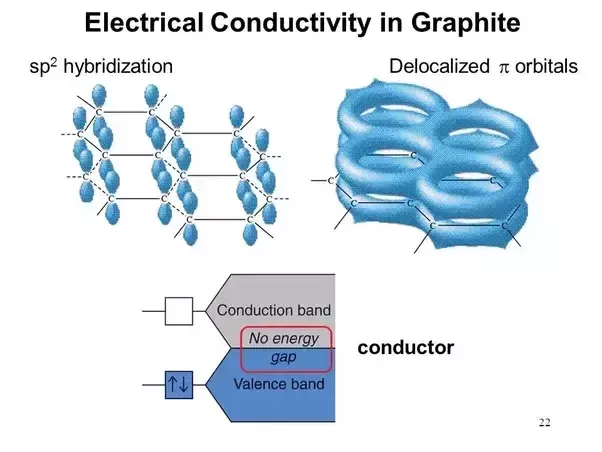 Electrical Conductivity in Graphite
sp² hybridization
Delocalized π orbitals
C C
C C
C C C C
C C C
C C
C C
C C C
C C
Conduction band
No energy
gap
conductor
↑↓
Valence band
22